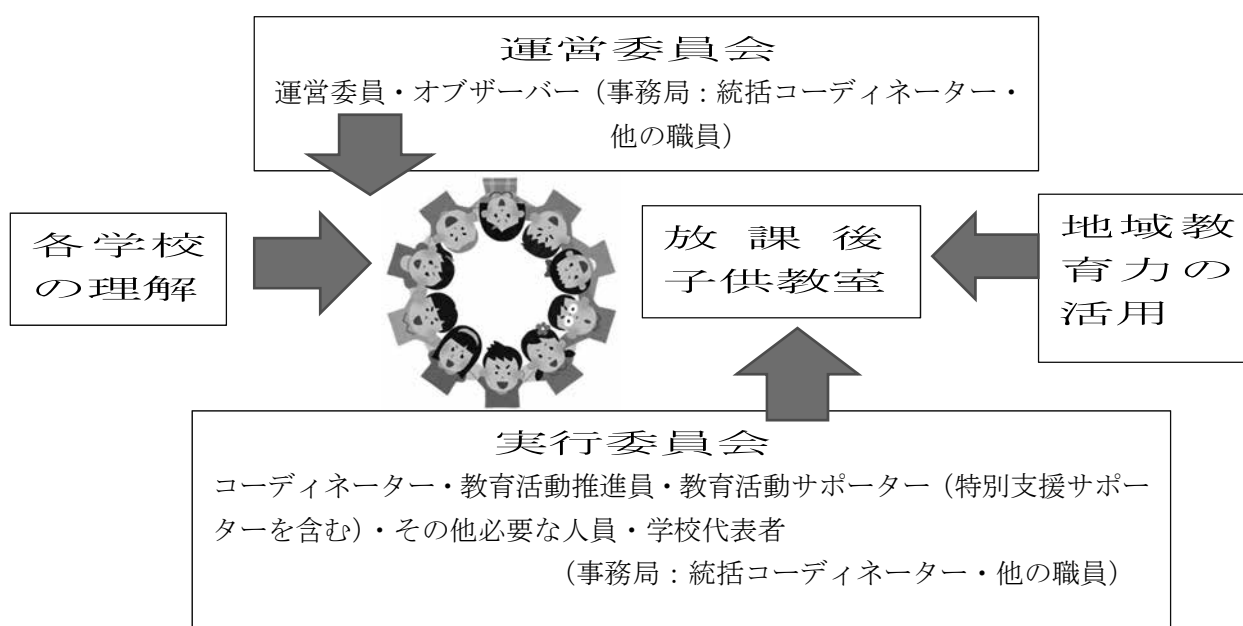 運営委員会
運営委員・オブザーバー（事務局：統括コーディネーター・
他の職員）
各学校
の理解
放課後
子供教室
地域教
育力の
活用
実行委員会
コーディネーター・教育活動推進員・教育活動サポーター（特別支援サポー
ターを含む）・その他必要な人員・学校代表者
（事務局：統括コーディネーター・他の職員）